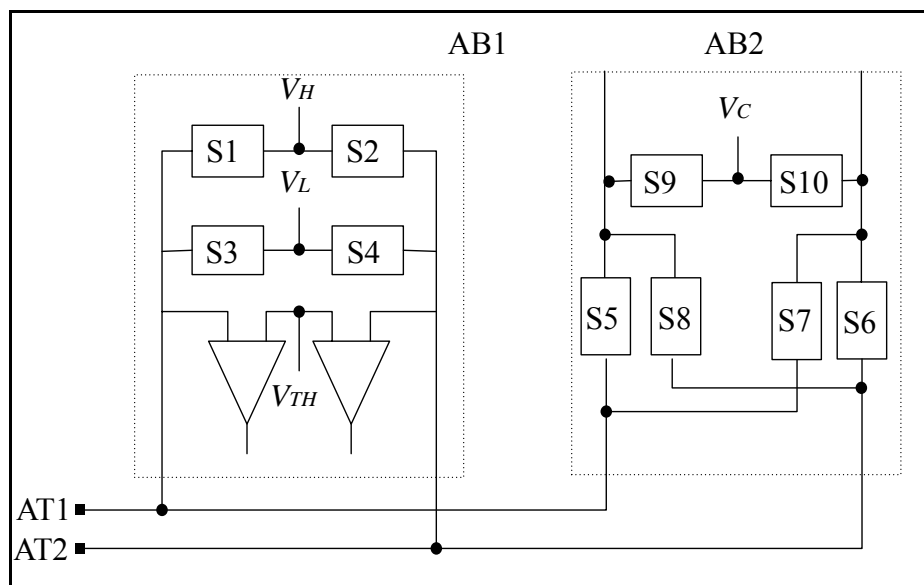 AB1 AB2
VH
VC
S1 S2
S9 S10
VL
S3 S4
S5 S8 S7 S6
VTH
AT1
AT2